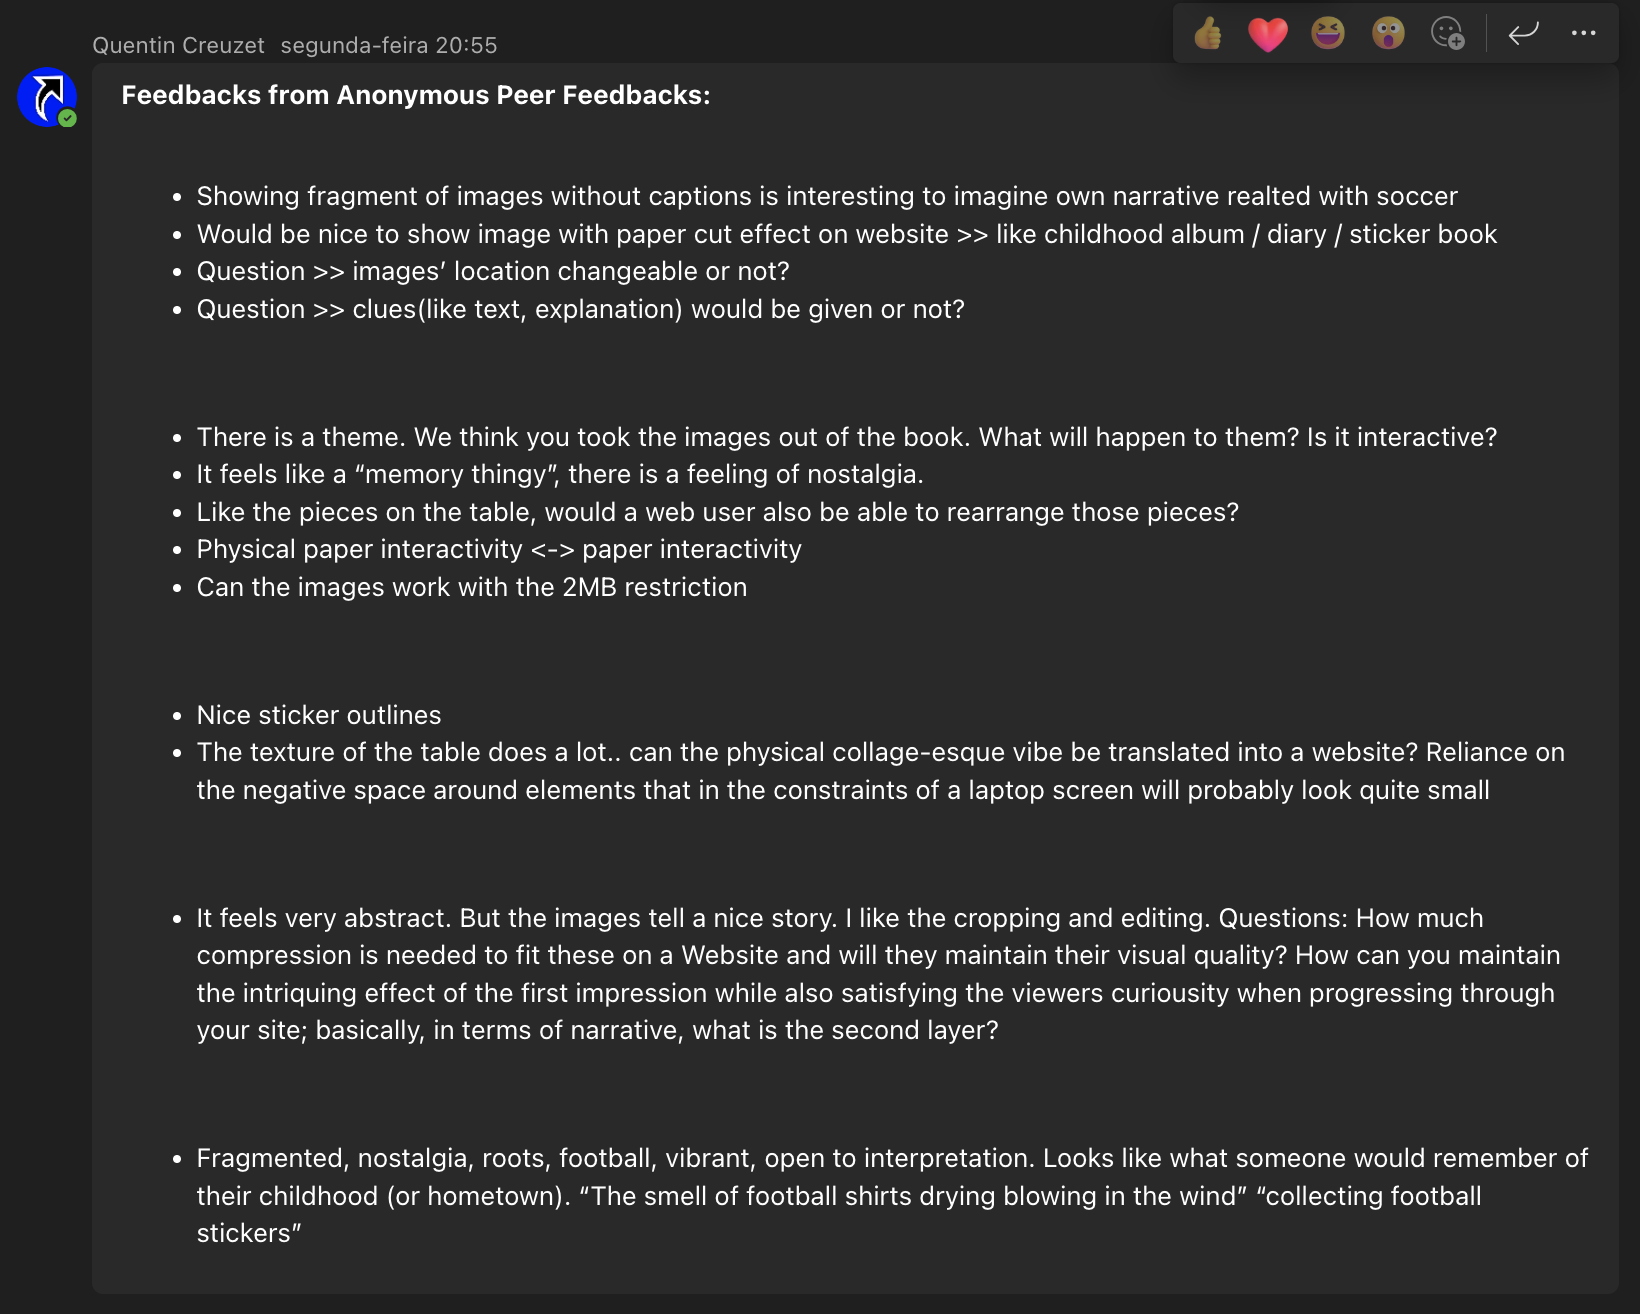 Quentin Creuzet segunda-feira 20:55
Feedbacks from Anonymous Peer Feedbacks:
• Showing fragment of images without captions is interesting to imagine own narrative realted with soccer
• Would be nice to show image with paper cut effect on website >> like childhood album / diary / sticker book
• Question >> images’ location changeable or not?
• Question >> clues(like text, explanation) would be given or not?
• There is a theme. We think you took the images out of the book. What will happen to them? Is it interactive?
• It feels like a “memory thingy”, there is a feeling of nostalgia.
• Like the pieces on the table, would a web user also be able to rearrange those pieces?
• Physical paper interactivity <-> paper interactivity
• Can the images work with the 2MB restriction
• Nice sticker outlines
• The texture of the table does a lot.. can the physical collage-esque vibe be translated into a website? Reliance on
the negative space around elements that in the constraints of a laptop screen will probably look quite small
• It feels very abstract. But the images tell a nice story. I like the cropping and editing. Questions: How much
compression is needed to fit these on a Website and will they maintain their visual quality? How can you maintain
the intriquing effect of the first impression while also satisfying the viewers curiousity when progressing through
your site; basically, in terms of narrative, what is the second layer?
• Fragmented, nostalgia, roots, football, vibrant, open to interpretation. Looks like what someone would remember of
their childhood (or hometown). “The smell of football shirts drying blowing in the wind” “collecting football
stickers”